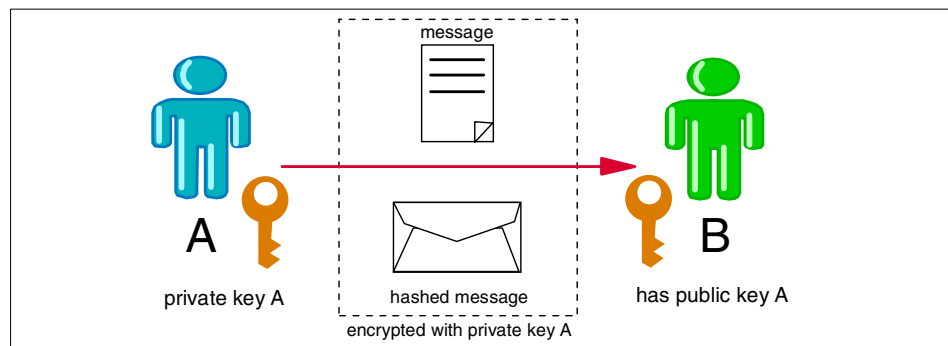 message
A
B
private key A
hashed message
has public key A
encrypted with private key A